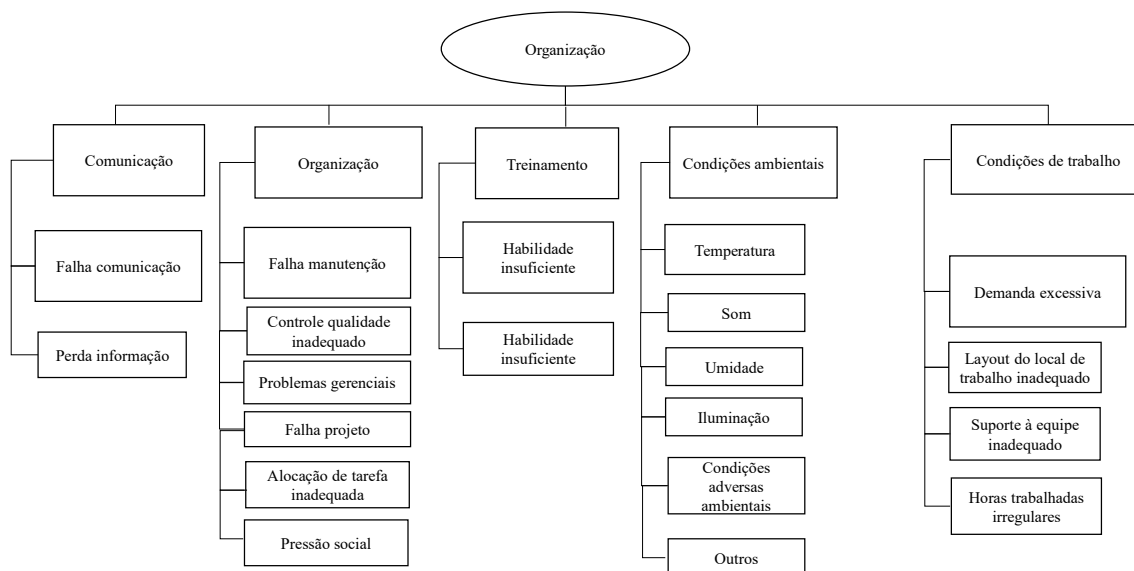 Organização
Comunicação
Falha comunicação
Perda informação
Organização
Falha manutenção
Controle qualidade
inadequado
Problemas gerenciais
Falha projeto
Alocação de tarefa
inadequada
Pressão social
Treinamento
Habilidade
insuficiente
Habilidade
insuficiente
Condições ambientais
Temperatura
Som
Umidade
Iluminação
Condições
adversas
ambientais
Outros
Condições de trabalho
Demanda excessiva
Layout do local de
trabalho inadequado
Suporte à equipe
inadequado
Horas trabalhadas
irregulares